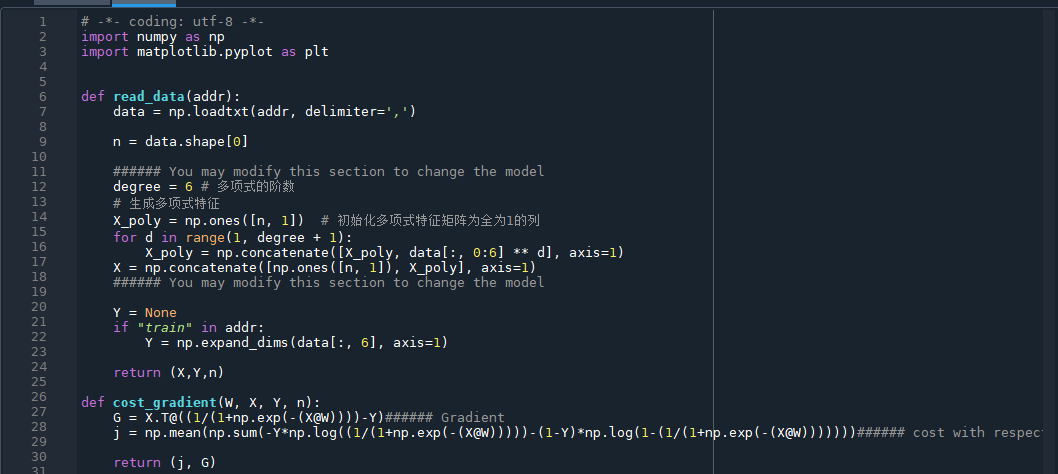 1 # -*- coding: utf-8 -*-
2 import numpy as np
3 import matplotlib.pyplot as plt
4
5
6 def read_data(addr):
7     data = np.loadtxt(addr, delimiter=',')
8
9     n = data.shape[0]
10
11     ###### You may modify this section to change the model
12     degree = 6 # 多项式的阶数
13     # 生成多项式特征
14     X_poly = np.ones([n, 1])  # 初始化多项式特征矩阵为全为1的列
15     for d in range(1, degree + 1):
16         X_poly = np.concatenate([X_poly, data[:, 0:6] ** d], axis=1)
17     X = np.concatenate([np.ones([n, 1]), X_poly], axis=1)
18     ###### You may modify this section to change the model
19
20     Y = None
21     if "train" in addr:
22         Y = np.expand_dims(data[:, 6], axis=1)
23
24     return (X,Y,n)
25
26 def cost_gradient(W, X, Y, n):
27     G = X.T@((1/(1+np.exp(-(X@W))))-Y)###### Gradient
28     j = np.mean(np.sum(-Y*np.log((1/(1+np.exp(-(X@W)))))-(1-Y)*np.log(1-(1/(1+np.exp(-(X@W)))))))###### cost with respec
29
30     return (j, G)
31